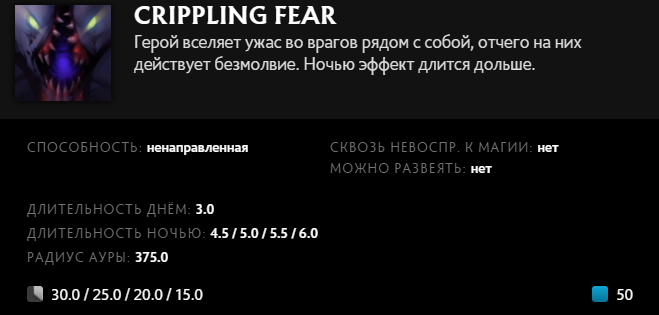 CRIPPLING FEAR
Герой вселяет ужас во врагов рядом с собой, отчего на них
действует безмолвие. Ночью эффект длится дольше.
СПОСОБНОСТЬ: ненаправленная
СКВОЗЬ НЕВОСПР. К МАГИИ: нет
МОЖНО РАЗВЕЯТЬ: нет
ДЛИТЕЛЬНОСТЬ ДНЁМ: 3.0
ДЛИТЕЛЬНОСТЬ НОЧЬЮ: 4.5 / 5.0 / 5.5 / 6.0
РАДИУС АУРЫ: 375.0
30.0 / 25.0 / 20.0 / 15.0
50